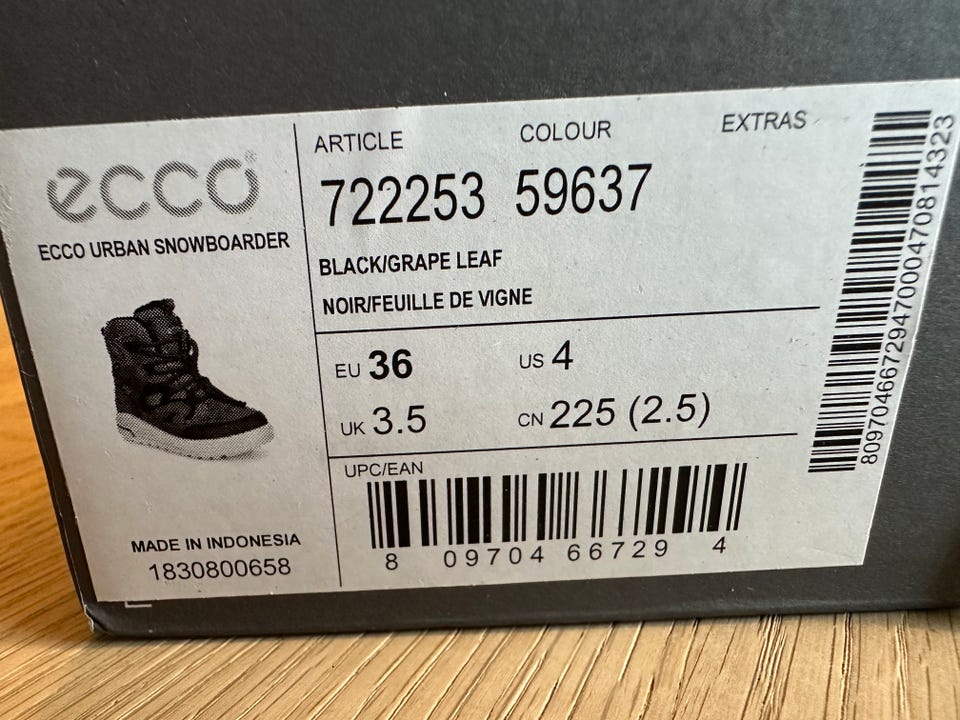 ecco®
ECCO URBAN SNOWBOARDER
MADE IN INDONESIA
1830800658
ARTICLE COLOUR EXTRAS
722253 59637
BLACK/GRAPE LEAF
NOIR/FEUILLE DE VIGNE
EU 36 US 4
UK 3.5 CN 225 (2.5)
UPC/EAN
8 09704 66729 4
8097046672947000470814323